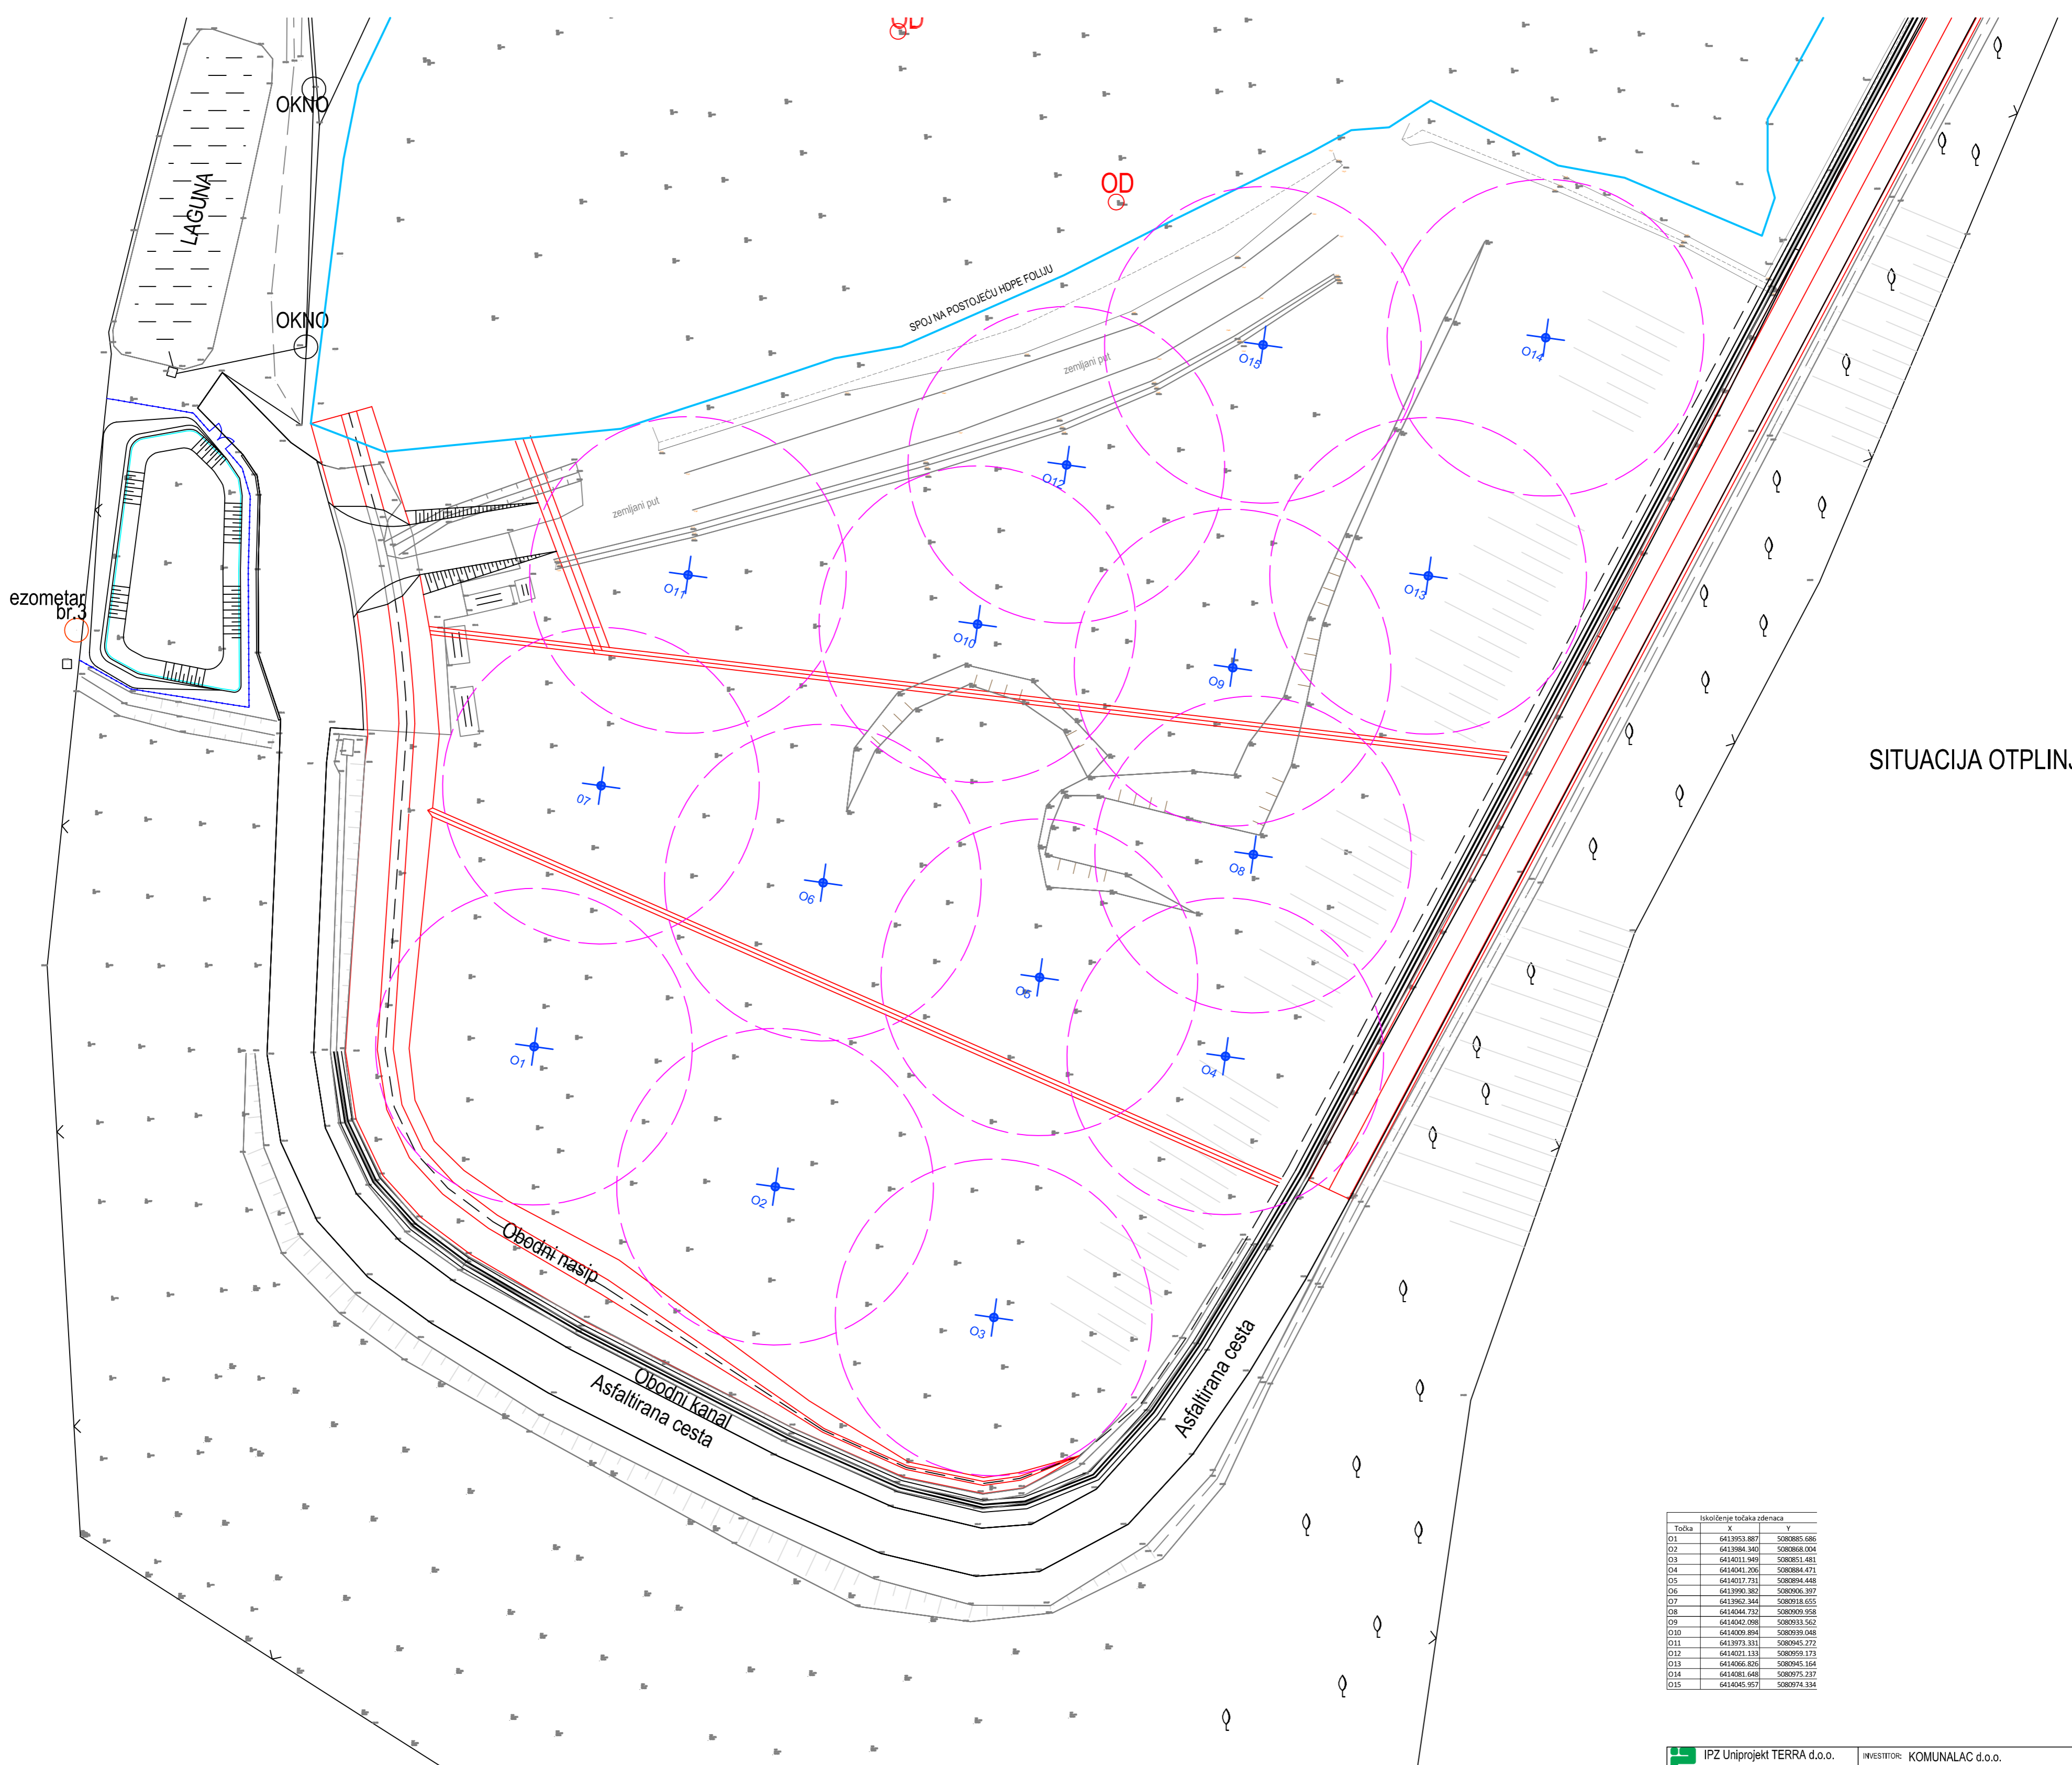 OD
OKNO
LAGUNA
OD
SPOJ NA POSTOJEĆU HDPE FOLIJU
OKNO
zemljani put
O15
O14
O12
zemljani put
O11
O13
ezometar
br.3
O10
O9
SITUACIJA OTPLINJ
07
O8
O6
O5
O1
O4
O2
Obodni nasip
O3
Asfaltirana cesta
Obodni kanal
Asfaltirana cesta
Iskolčenje točaka zdenaca
Točka X Y
O1 6413953.887 5080885.686
O2 6413984.340 5080868.004
O3 6414011.949 5080851.481
O4 6414041.206 5080884.471
O5 6414017.731 5080894.448
O6 6413990.382 5080906.397
O7 6413962.344 5080918.655
O8 6414044.732 5080909.958
O9 6414042.098 5080933.562
O10 6414009.894 5080939.048
O11 6413973.331 5080945.272
O12 6414021.133 5080959.173
O13 6414066.826 5080945.164
O14 6414081.648 5080975.237
O15 6414045.957 5080974.334
IPZ Uniprojekt TERRA d.o.o.
INVESTITOR: KOMUNALAC d.o.o.